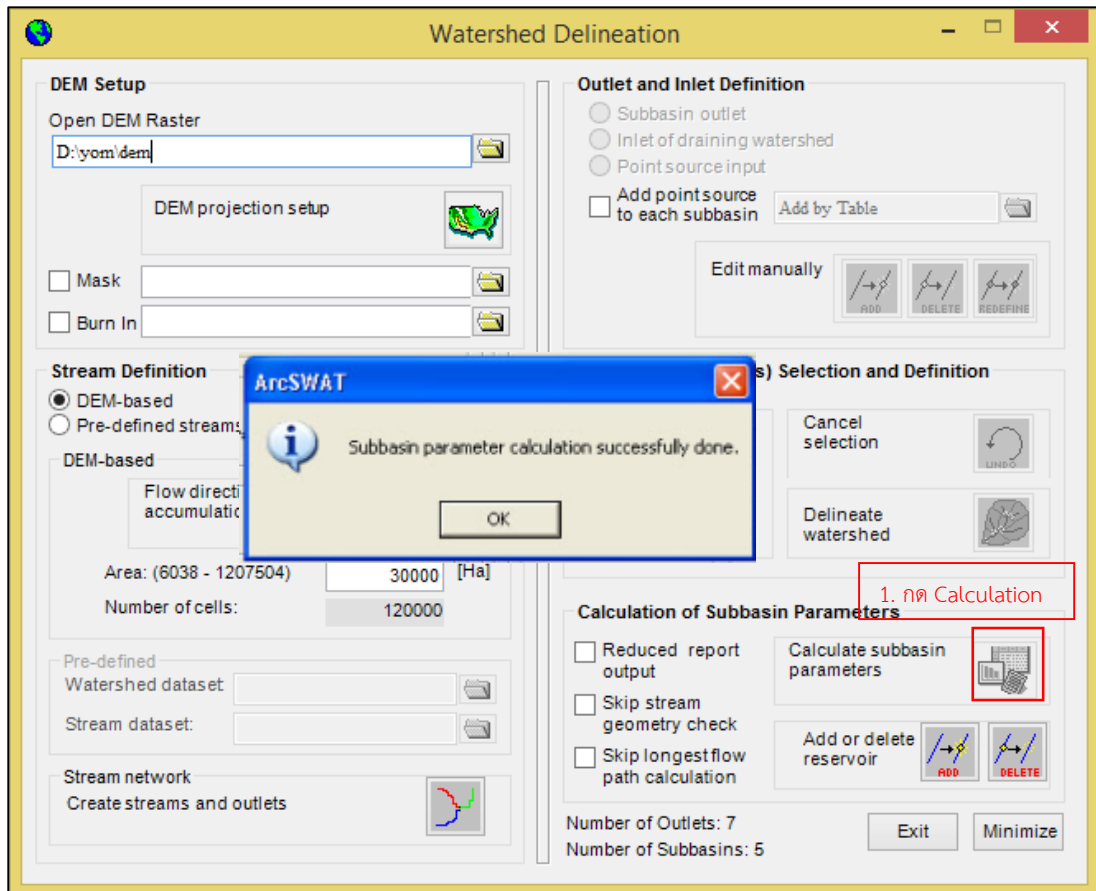 Watershed Delineation
DEM Setup
Open DEM Raster
D:\yom\dem
DEM projection setup
Mask
Burn In
Stream Definition
DEM-based
Pre-defined streams
DEM-based
Flow directi
accumulatio
Area: (6038 - 1207504)
30000 [Ha]
Number of cells:
120000
Pre-defined
Watershed dataset
Stream dataset:
Stream network
Create streams and outlets
Outlet and Inlet Definition
Subbasin outlet
Inlet of draining watershed
Point source input
Add point source
to each subbasin
Add by Table
Edit manually
ADD
DELETE
REDEFINE
s) Selection and Definition
Cancel
selection
UNDO
Delineate
watershed
ArcSWAT
Subbasin parameter calculation successfully done.
OK
1. กด Calculation
Calculation of Subbasin Parameters
Reduced report
output
Skip stream
geometry check
Skip longest flow
path calculation
Calculate subbasin
parameters
Add or delete
reservoir
ADD
DELETE
Number of Outlets: 7
Number of Subbasins: 5
Exit
Minimize